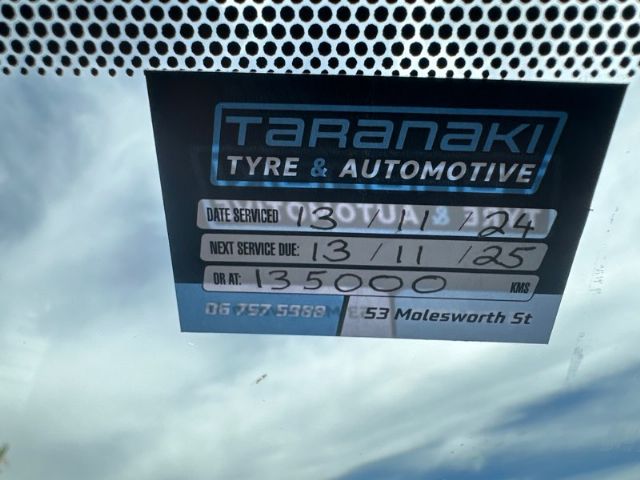 TARANAKI
TYRE & AUTOMOTIVE
DATE SERVICED 13 / 11 / 24
NEXT SERVICE DUE: 13 / 11 / 25
OR AT: 135000 KMS
06 757 5988 53 Molesworth St